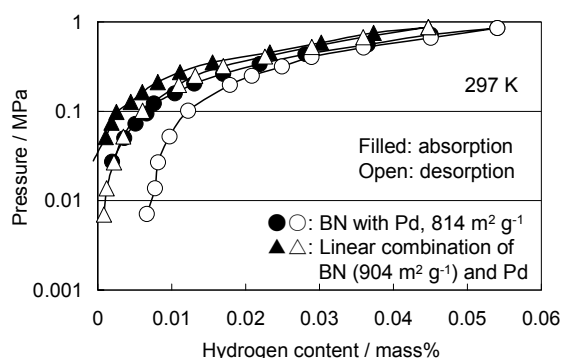 1
0.1
0.01
0.001
Pressure / MPa
297 K
Filled: absorption
Open: desorption
●○: BN with Pd, 814 m² g⁻¹
▲△: Linear combination of
BN (904 m² g⁻¹) and Pd
0 0.01 0.02 0.03 0.04 0.05 0.06
Hydrogen content / mass%